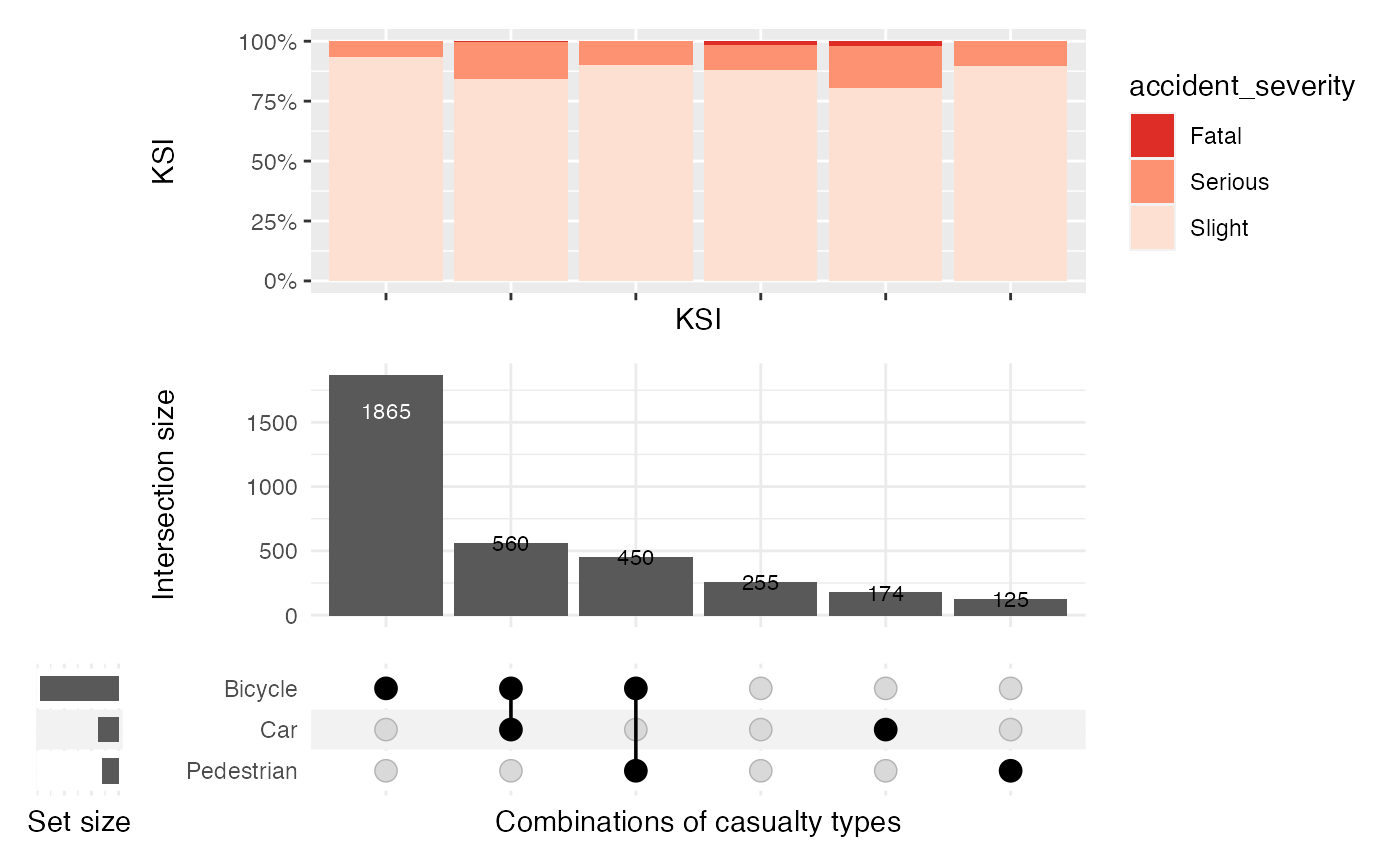 100%
75%
50%
25%
0%
KSI
KSI
accident_severity
Fatal
Serious
Slight
Intersection size
1500
1000
500
0
1865
560
450
255
174
125
Bicycle
Car
Pedestrian
Set size
Combinations of casualty types